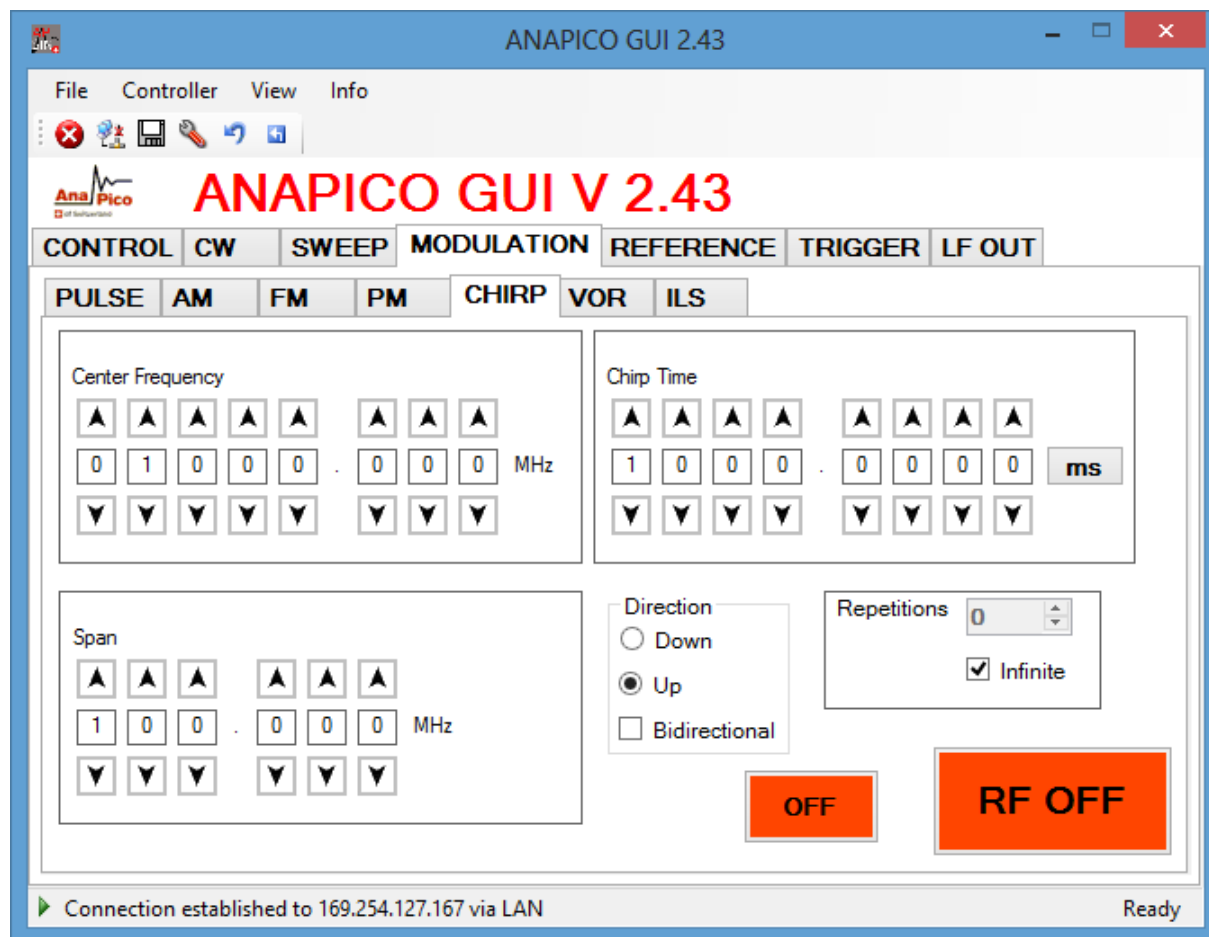 ANAPICO GUI 2.43
File Controller View Info
Ana Pico
ANAPICO GUI V 2.43
CONTROL CW SWEEP MODULATION REFERENCE TRIGGER LF OUT
PULSE AM FM PM CHIRP VOR ILS
Center Frequency
0 1 0 0 0 . 0 0 0 MHz
Chirp Time
1 0 0 0 . 0 0 0 0 ms
Span
1 0 0 . 0 0 0 MHz
Direction
Down
Up
Bidirectional
Repetitions 0
Infinite
OFF
RF OFF
Connection established to 169.254.127.167 via LAN
Ready